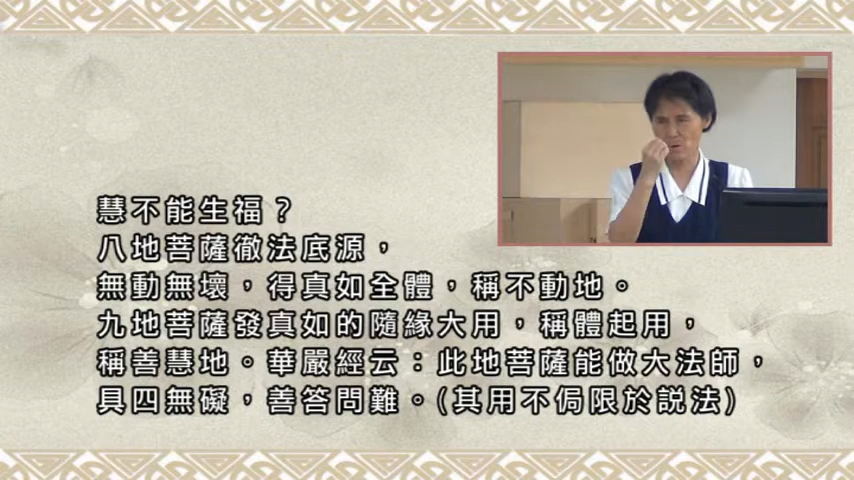 慧不能生福？
八地菩薩徹法底源，
無動無壞，得真如全體，稱不動地。
九地菩薩發真如的隨緣大用，稱體起用，
稱善慧地。華嚴經云：此地菩薩能做大法師，
具四無礙，善答問難。(其用不侷限於說法)